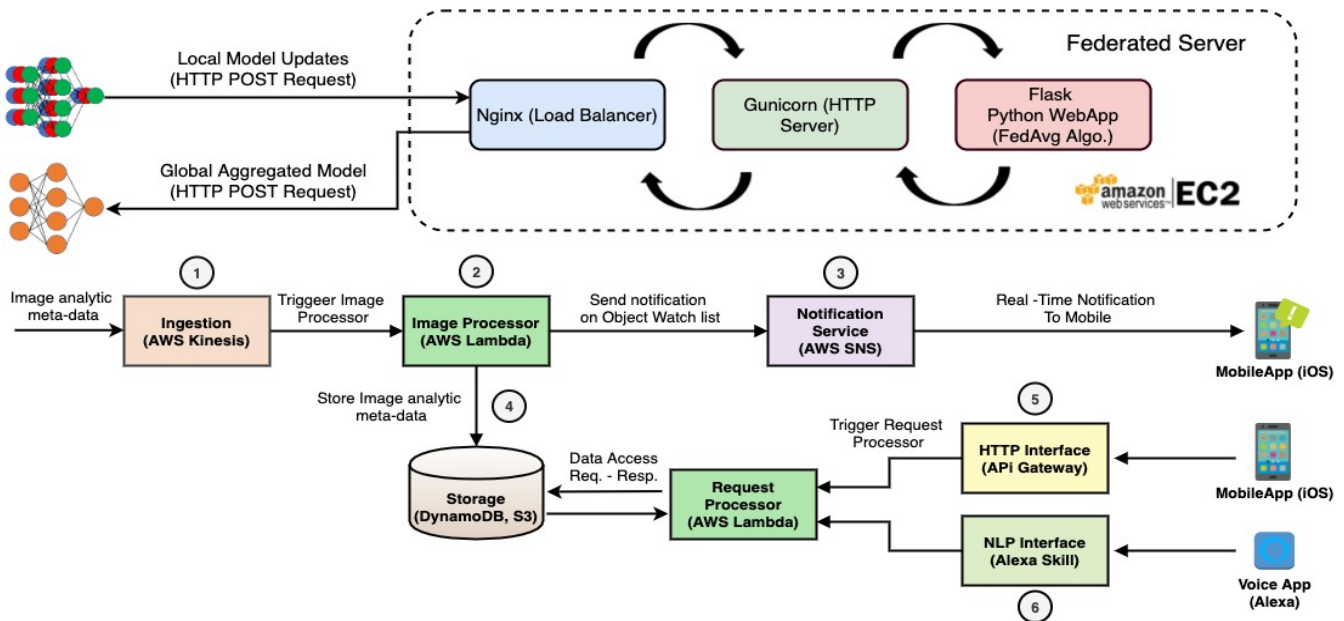 Local Model Updates
(HTTP POST Request)
Global Aggregated Model
(HTTP POST Request)
Federated Server
Nginx (Load Balancer)
Gunicorn (HTTP
Server)
Flask
Python WebApp
(FedAvg Algo.)
amazon
webservices™
EC2
1
2
3
Image analytic
meta-data
Ingestion
(AWS Kinesis)
Triggeer Image
Processor
Image Processor
(AWS Lambda)
Send notification
on Object Watch list
Notification
Service
(AWS SNS)
Real -Time Notification
To Mobile
!
MobileApp (iOS)
Store Image analytic
meta-data
4
Storage
(DynamoDB, S3)
Data Access
Req. - Resp.
Request
Processor
(AWS Lambda)
Trigger Request
Processor
5
HTTP Interface
(APi Gateway)
MobileApp (iOS)
NLP Interface
(Alexa Skill)
6
Voice App
(Alexa)